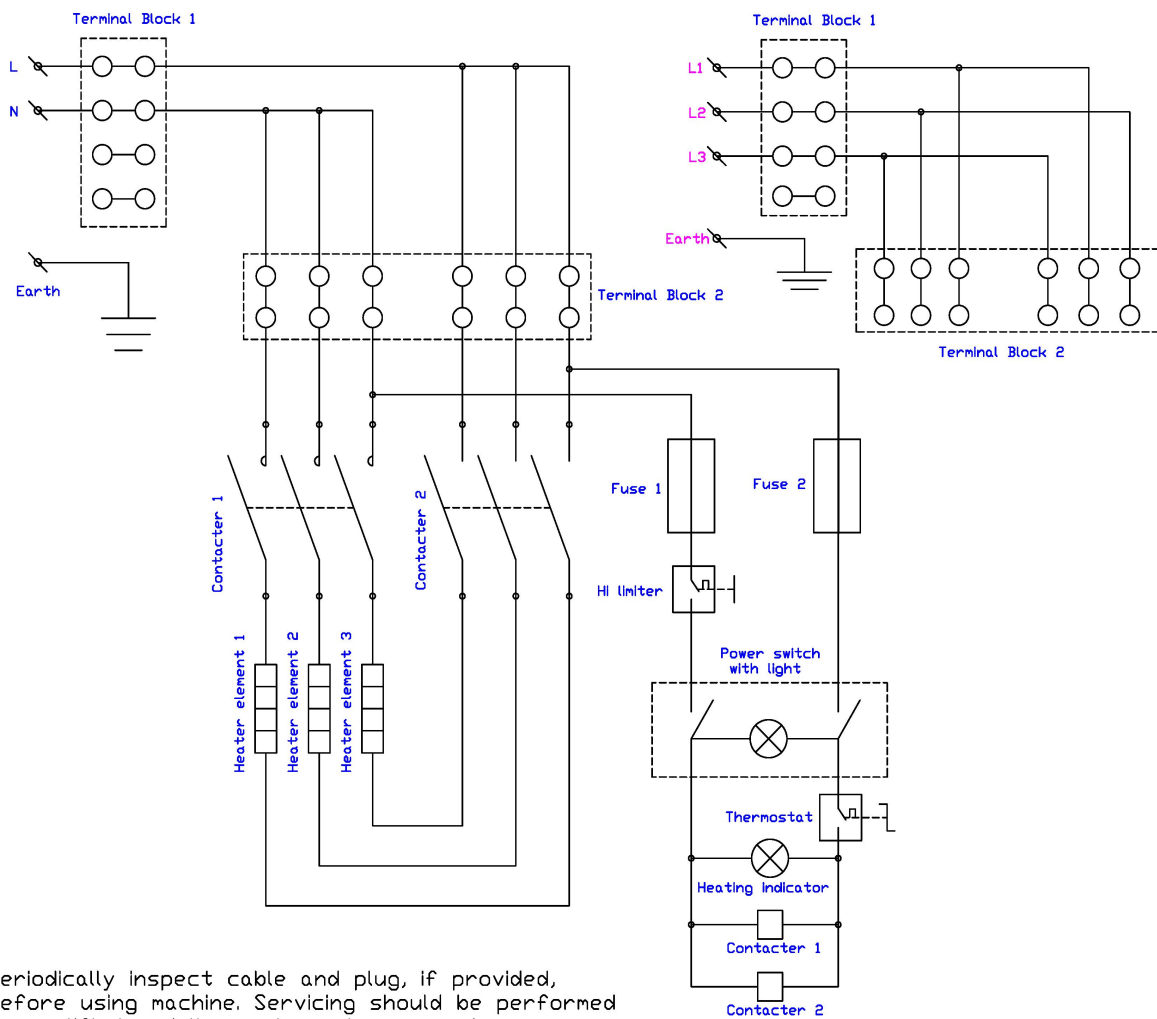 Terminal Block 1
Terminal Block 1
L
L1
N
L2
L3
Earth
Earth
Terminal Block 2
Terminal Block 2
Contacter 1
Contacter 2
Fuse 1
Fuse 2
HI limiter
Heater element 1
Heater element 2
Heater element 3
Power switch
with light
Thermostat
Heating indicator
Contacter 1
Contacter 2
eriodically inspect cable and plug, if provided,
efore using machine. Servicing should be performed